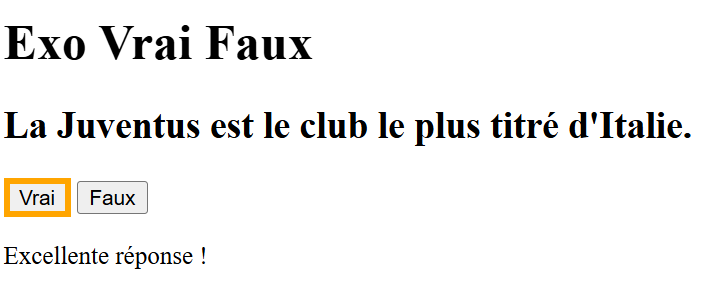 Exo Vrai Faux
La Juventus est le club le plus titré d'Italie.
Vrai Faux
Excellente réponse !